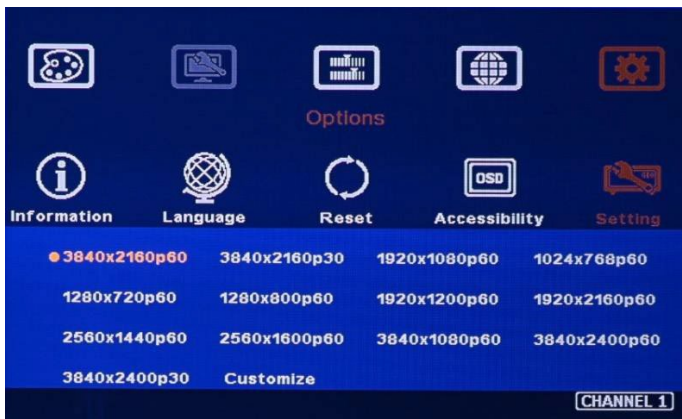 Options
OSD
Information Language Reset Accessibility Setting
3840x2160p60 3840x2160p30 1920x1080p60 1024x768p60
1280x720p60 1280x800p60 1920x1200p60 1920x2160p60
2560x1440p60 2560x1600p60 3840x1080p60 3840x2400p60
3840x2400p30 Customize
CHANNEL 1